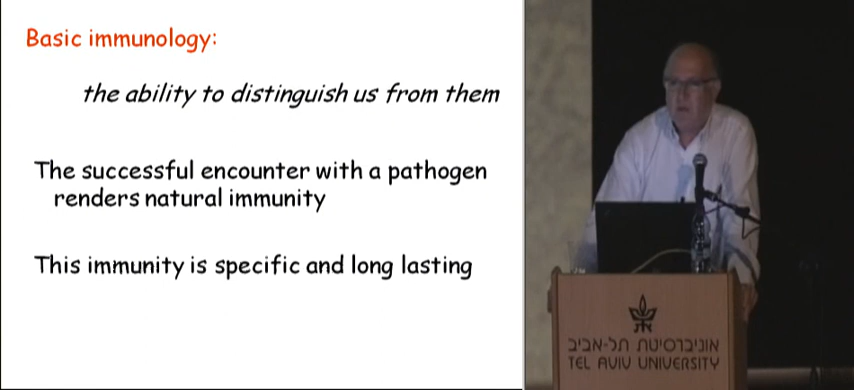 Basic immunology:
the ability to distinguish us from them
The successful encounter with a pathogen
renders natural immunity
This immunity is specific and long lasting
אוניברסיטת תל-אביב
TEL AVIV UNIVERSITY